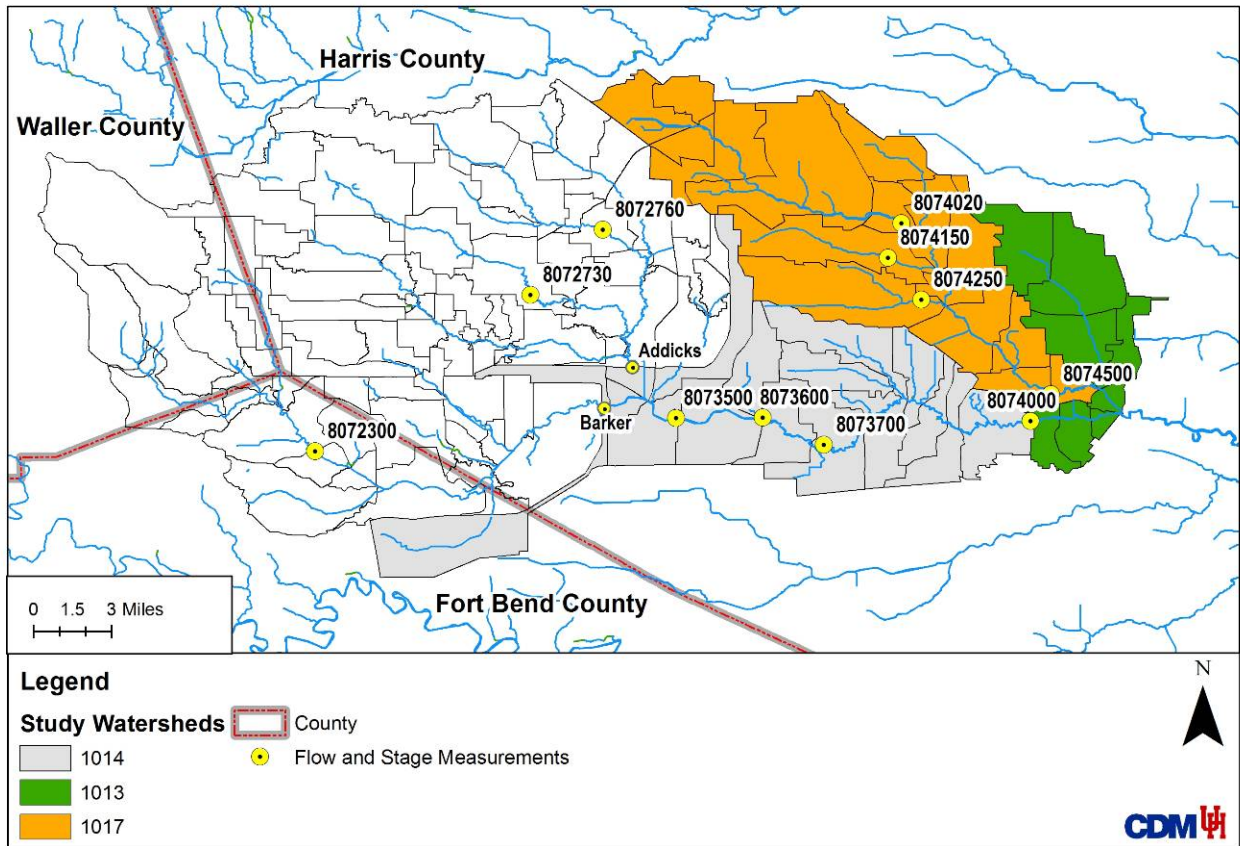 Harris County
Waller County
8072760
8074020
8074150
8072730
8074250
Addicks
8074500
8073500
8073600
8074000
Barker
8073700
8072300
0 1.5 3 Miles
Fort Bend County
Legend
N
Study Watersheds
County
1014
Flow and Stage Measurements
1013
1017
CDM UH